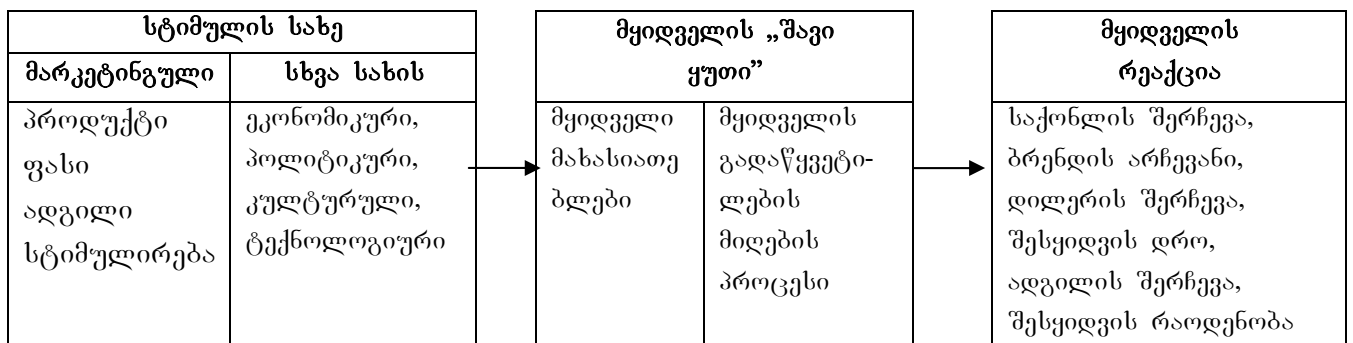 სტიმულის სახე
მარკეტინგული
სხვა სახის
პროდუქტი
ფასი
ადგილი
სტიმულირება
ეკონომიკური,
პოლიტიკური,
კულტურული,
ტექნოლოგიური
მყიდველის „შავი
ყუთი”
მყიდველი
მახასიათე
ბლები
მყიდველის
გადაწყვეტი-
ლების
მიღების
პროცესი
მყიდველის
რეაქცია
საქონლის შერჩევა,
ბრენდის არჩევანი,
დილერის შერჩევა,
შესყიდვის დრო,
ადგილის შერჩევა,
შესყიდვის რაოდენობა